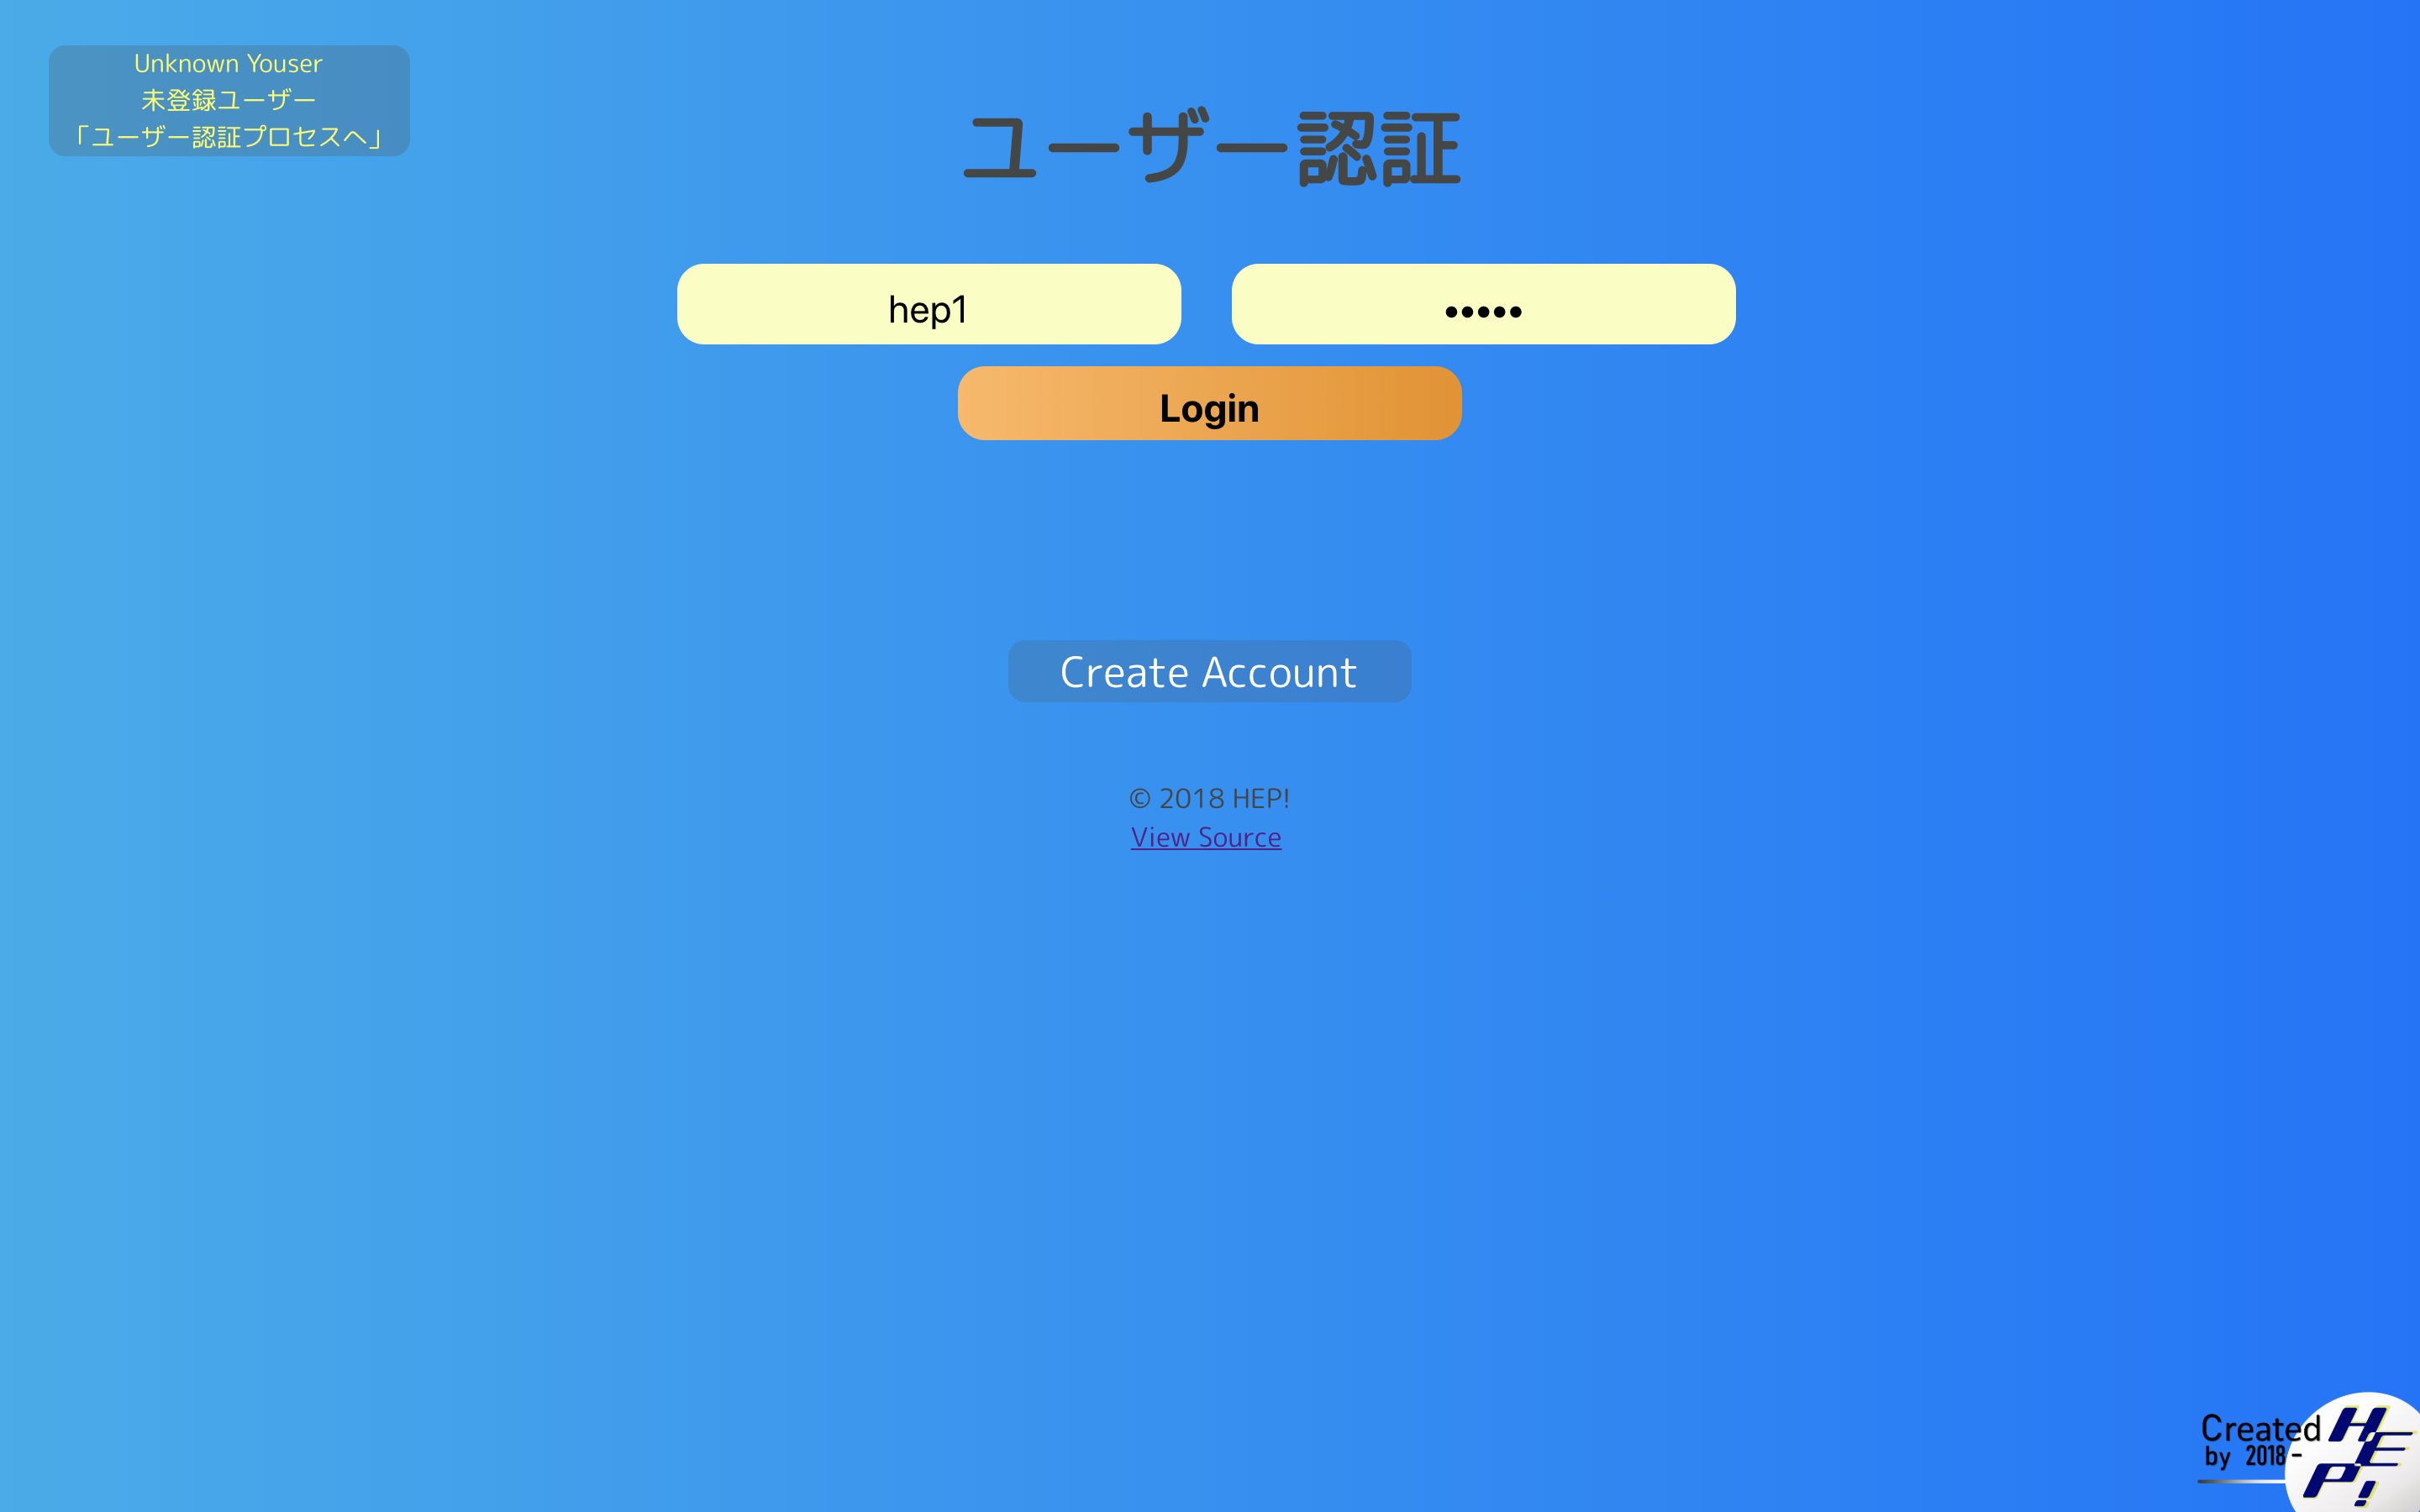 Unknown Youser
未登録ユーザー
「ユーザー認証プロセスへ」
ユーザー認証
hep1
•••••
Login
Create Account
© 2018 HEP!
View Source
Created
by 2018-
HEP!